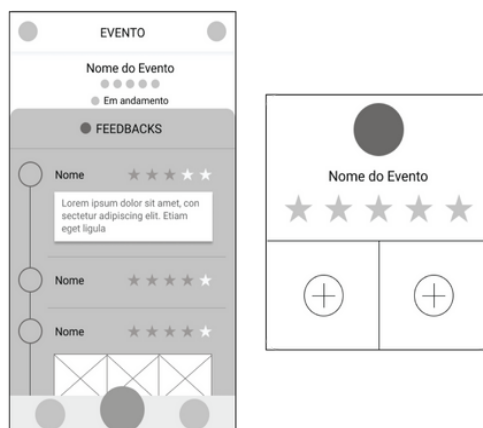 EVENTO
Nome do Evento
Em andamento
FEEDBACKS
Nome
Lorem ipsum dolor sit amet, con
sectetur adipiscing elit. Etiam
eget ligula
Nome
Nome
Nome do Evento